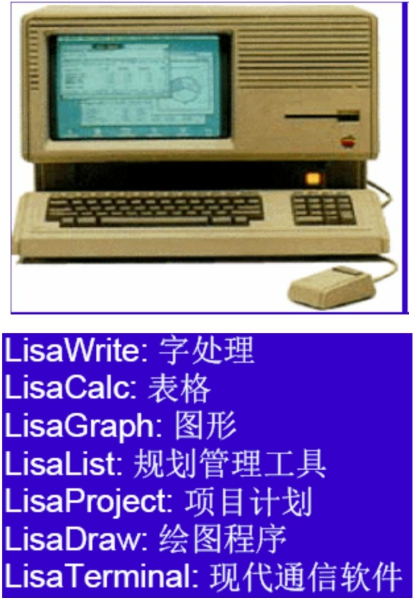 LisaWrite: 字处理
LisaCalc: 表格
LisaGraph: 图形
LisaList: 规划管理工具
LisaProject: 项目计划
LisaDraw: 绘图程序
LisaTerminal: 现代通信软件